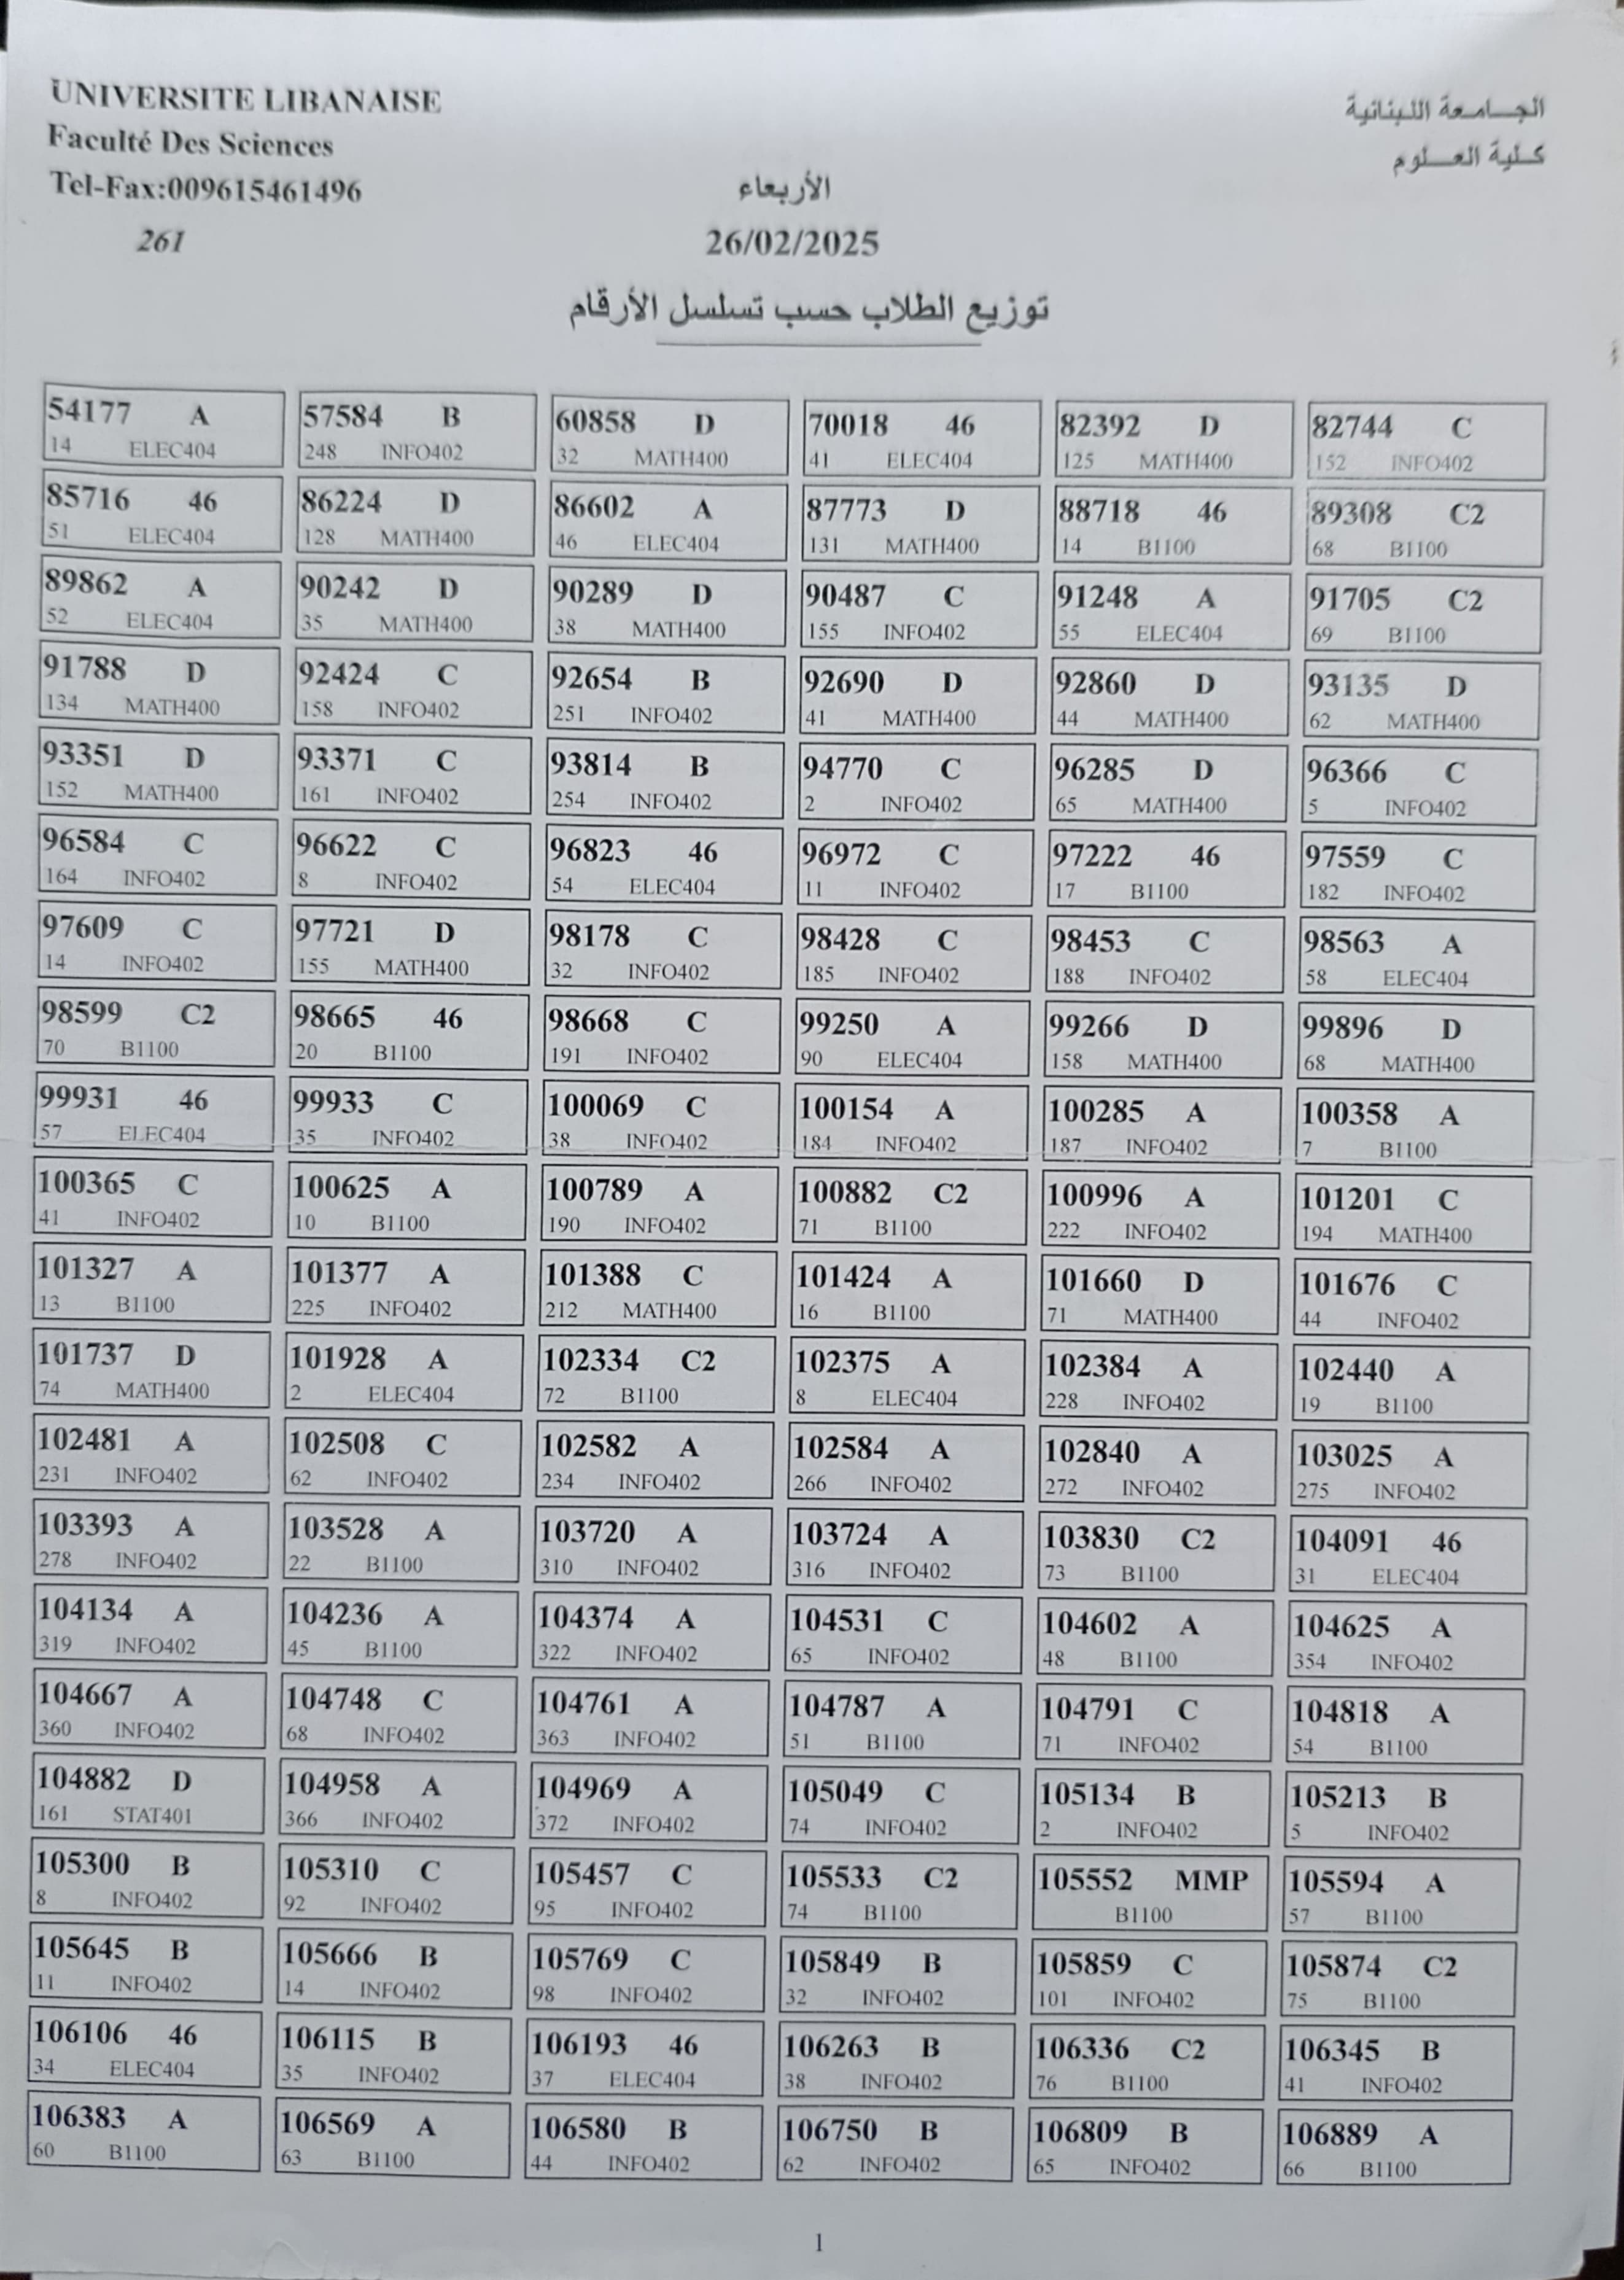 UNIVERSITE LIBANAISE
Faculté Des Sciences
Tel-Fax:009615461496
261
الجامعة اللبنانية
كلية العلوم
الأربعاء
26/02/2025
توزيع الطلاب حسب تسلسل الأرقام
54177 A 57584 B 60858 D 70018 46 82392 D 82744 C
14 ELEC404 248 INFO402 32 MATH400 41 ELEC404 125 MATH400 152 INFO402
85716 46 86224 D 86602 A 87773 D 88718 46 89308 C2
51 ELEC404 128 MATH400 46 ELEC404 131 MATH400 14 B1100 68 B1100
89862 A 90242 D 90289 D 90487 C 91248 A 91705 C2
52 ELEC404 35 MATH400 38 MATH400 155 INFO402 55 ELEC404 69 B1100
91788 D 92424 C 92654 B 92690 D 92860 D 93135 D
134 MATH400 158 INFO402 251 INFO402 41 MATH400 44 MATH400 62 MATH400
93351 D 93371 C 93814 B 94770 C 96285 D 96366 C
152 MATH400 161 INFO402 254 INFO402 2 INFO402 65 MATH400 5 INFO402
96584 C 96622 C 96823 46 96972 C 97222 46 97559 C
164 INFO402 8 INFO402 54 ELEC404 11 INFO402 17 B1100 182 INFO402
97609 C 97721 D 98178 C 98428 C 98453 C 98563 A
14 INFO402 155 MATH400 32 INFO402 185 INFO402 188 INFO402 58 ELEC404
98599 C2 98665 46 98668 C 99250 A 99266 D 99896 D
70 B1100 20 B1100 191 INFO402 90 ELEC404 158 MATH400 68 MATH400
99931 46 99933 C 100069 C 100154 A 100285 A 100358 A
57 ELEC404 35 INFO402 38 INFO402 184 INFO402 187 INFO402 7 B1100
100365 C 100625 A 100789 A 100882 C2 100996 A 101201 C
41 INFO402 10 B1100 190 INFO402 71 B1100 222 INFO402 194 MATH400
101327 A 101377 A 101388 C 101424 A 101660 D 101676 C
13 B1100 225 INFO402 212 MATH400 16 B1100 71 MATH400 44 INFO402
101737 D 101928 A 102334 C2 102375 A 102384 A 102440 A
74 MATH400 2 ELEC404 72 B1100 8 ELEC404 228 INFO402 19 B1100
102481 A 102508 C 102582 A 102584 A 102840 A 103025 A
231 INFO402 62 INFO402 234 INFO402 266 INFO402 272 INFO402 275 INFO402
103393 A 103528 A 103720 A 103724 A 103830 C2 104091 46
278 INFO402 22 B1100 310 INFO402 316 INFO402 73 B1100 31 ELEC404
104134 A 104236 A 104374 A 104531 C 104602 A 104625 A
319 INFO402 45 B1100 322 INFO402 65 INFO402 48 B1100 354 INFO402
104667 A 104748 C 104761 A 104787 A 104791 C 104818 A
360 INFO402 68 INFO402 363 INFO402 51 B1100 71 INFO402 54 B1100
104882 D 104958 A 104969 A 105049 C 105134 B 105213 B
161 STAT401 366 INFO402 372 INFO402 74 INFO402 2 INFO402 5 INFO402
105300 B 105310 C 105457 C 105533 C2 105552 MMP 105594 A
8 INFO402 92 INFO402 95 INFO402 74 B1100 B1100 57 B1100
105645 B 105666 B 105769 C 105849 B 105859 C 105874 C2
11 INFO402 14 INFO402 98 INFO402 32 INFO402 101 INFO402 75 B1100
106106 46 106115 B 106193 46 106263 B 106336 C2 106345 B
34 ELEC404 35 INFO402 37 ELEC404 38 INFO402 76 B1100 41 INFO402
106383 A 106569 A 106580 B 106750 B 106809 B 106889 A
60 B1100 63 B1100 44 INFO402 62 INFO402 65 INFO402 66 B1100
1